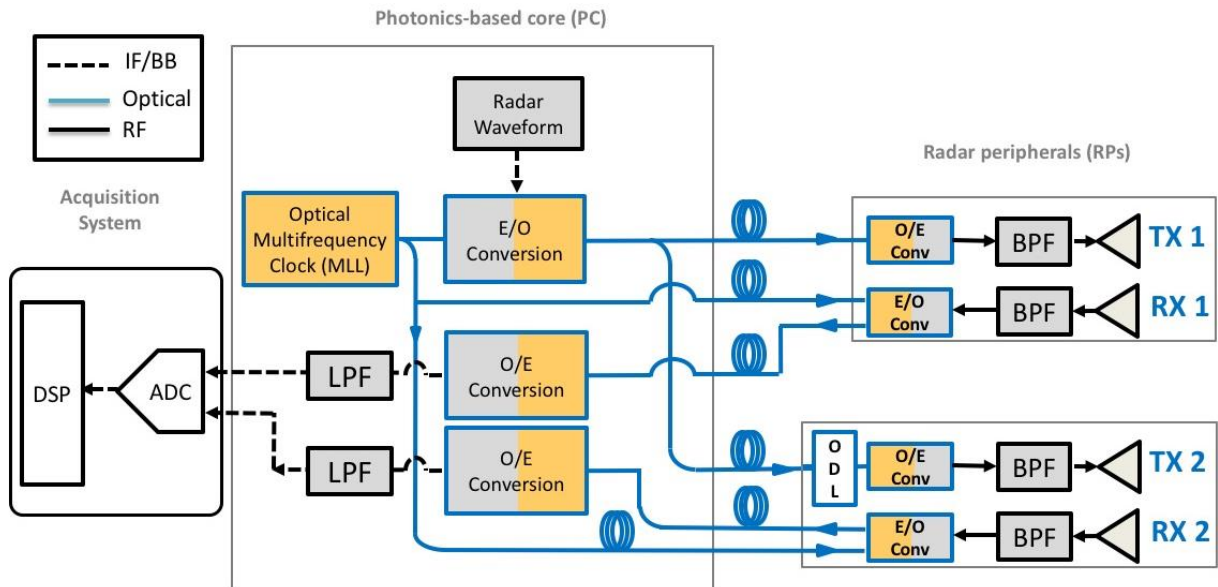 Photonics-based core (PC)
IF/BB
Optical
RF
Radar
Waveform
Radar peripherals (RPs)
Acquisition
System
Optical
Multifrequency
Clock (MLL)
E/O
Conversion
O/E
Conv
BPF
TX 1
E/O
Conv
BPF
RX 1
DSP
ADC
LPF
O/E
Conversion
LPF
O/E
Conversion
O
D
L
O/E
Conv
BPF
TX 2
E/O
Conv
BPF
RX 2